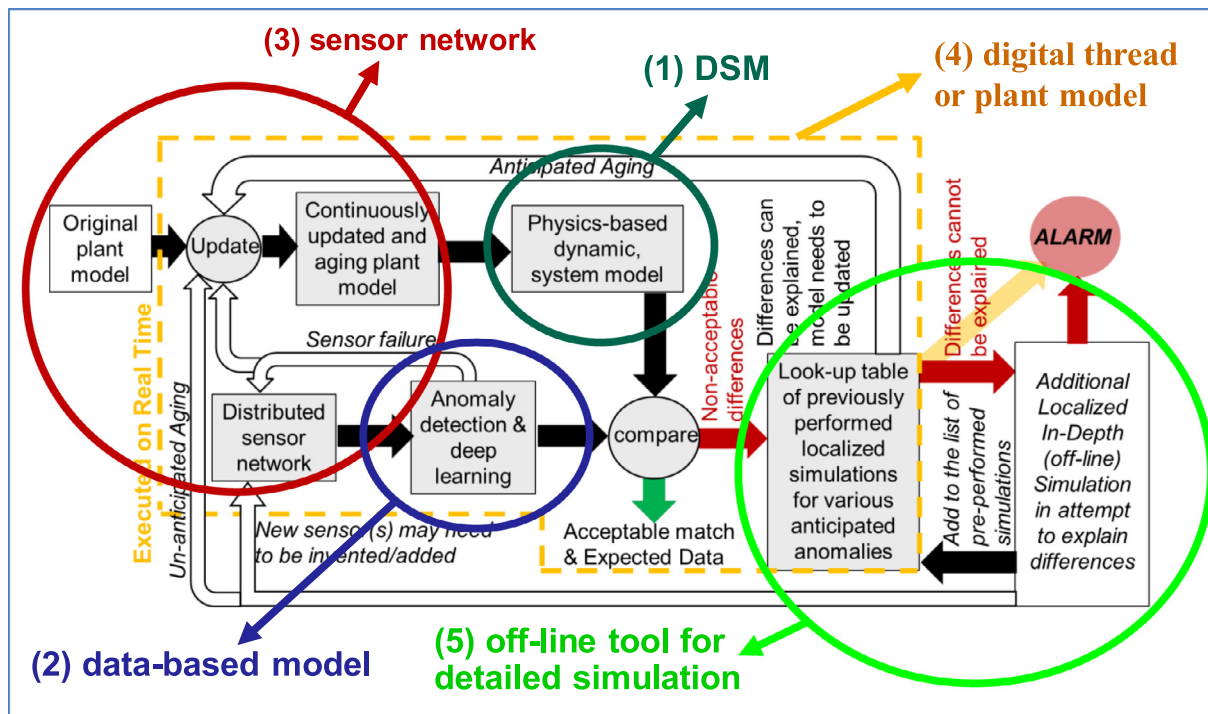 (3) sensor network
(1) DSM
(4) digital thread
or plant model
Anticipated Aging
Original
plant
model
Update
Continuously
updated and
aging plant
model
Physics-based
dynamic,
system model
Differences can
be explained,
model needs to
be updated
Differences cannot
be explained
ALARM
Executed on Real Time
Un-anticipated Aging
Sensor failure
Distributed
sensor
network
Anomaly
detection &
deep
learning
compare
Non-acceptable
differences
Look-up table
of previously
performed
localized
simulations
for various
anticipated
anomalies
Add to the list of
pre-performed
simulations
Additional
Localized
In-Depth
(off-line)
Simulation
in attempt
to explain
differences
New sensor(s) may need
to be invented/added
Acceptable match
& Expected Data
(2) data-based model
(5) off-line tool for
detailed simulation